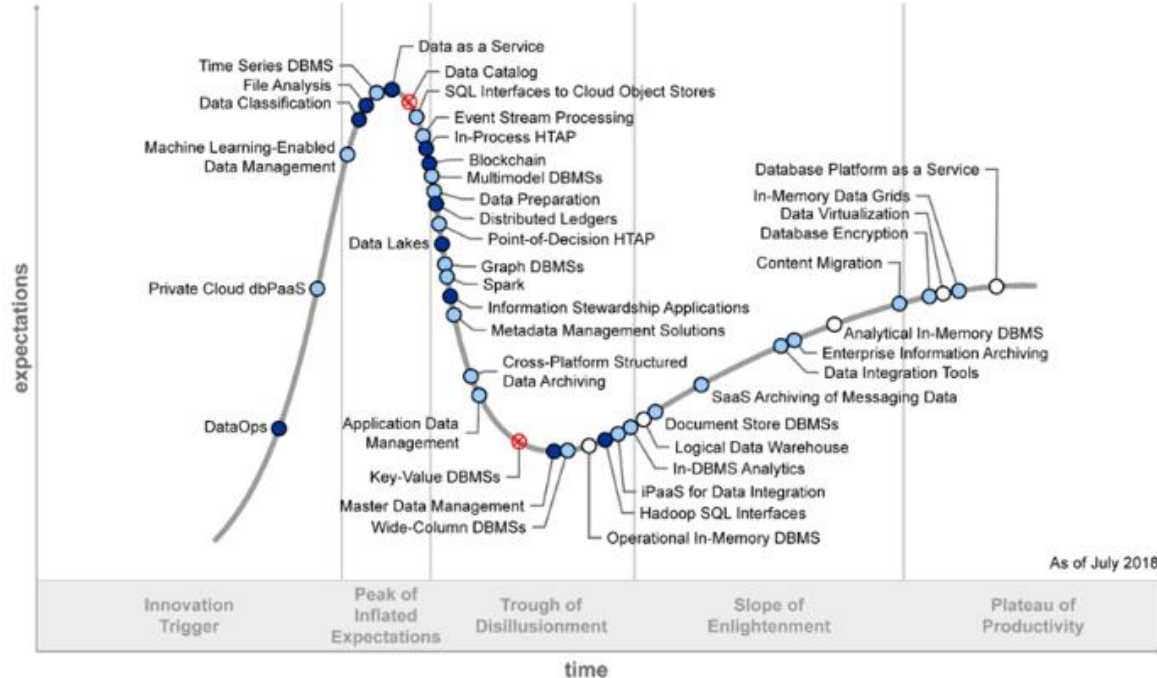 expectations
Data as a Service
Time Series DBMS
Data Catalog
File Analysis
SQL Interfaces to Cloud Object Stores
Data Classification
Event Stream Processing
In-Process HTAP
Machine Learning-Enabled
Data Management
Blockchain
Multimodel DBMSs
Data Preparation
Distributed Ledgers
Point-of-Decision HTAP
Data Lakes
Graph DBMSs
Spark
Private Cloud dbPaaS
Information Stewardship Applications
Metadata Management Solutions
Cross-Platform Structured
Data Archiving
DataOps
Application Data
Management
Key-Value DBMSs
Master Data Management
Wide-Column DBMSs
Operational In-Memory DBMS
Hadoop SQL Interfaces
iPaaS for Data Integration
In-DBMS Analytics
Logical Data Warehouse
Document Store DBMSs
SaaS Archiving of Messaging Data
Data Integration Tools
Enterprise Information Archiving
Analytical In-Memory DBMS
Content Migration
Database Encryption
Data Virtualization
In-Memory Data Grids
Database Platform as a Service
As of July 2018
Innovation
Trigger
Peak of
Inflated
Expectations
Trough of
Disillusionment
Slope of
Enlightenment
Plateau of
Productivity
time